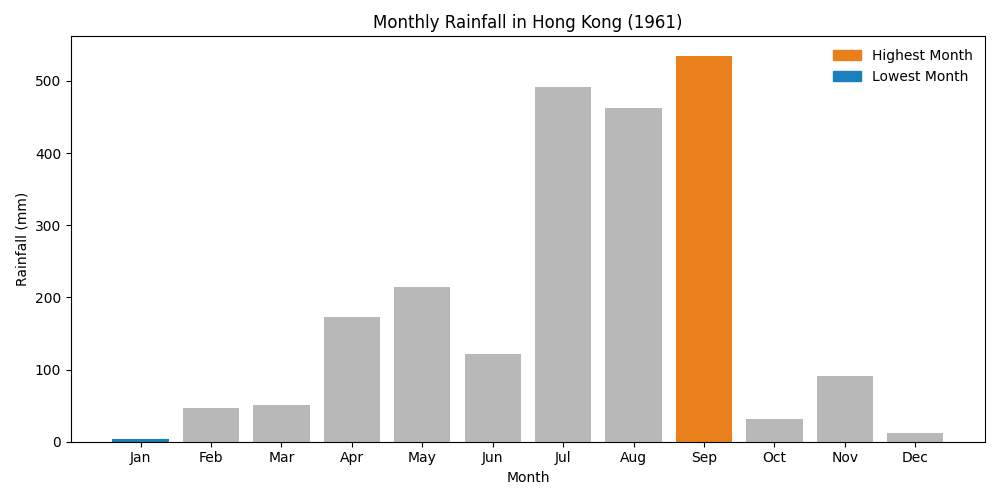 Monthly Rainfall in Hong Kong (1961)
Highest Month
Lowest Month
Rainfall (mm)
500
400
300
200
100
0
Jan Feb Mar Apr May Jun Jul Aug Sep Oct Nov Dec
Month